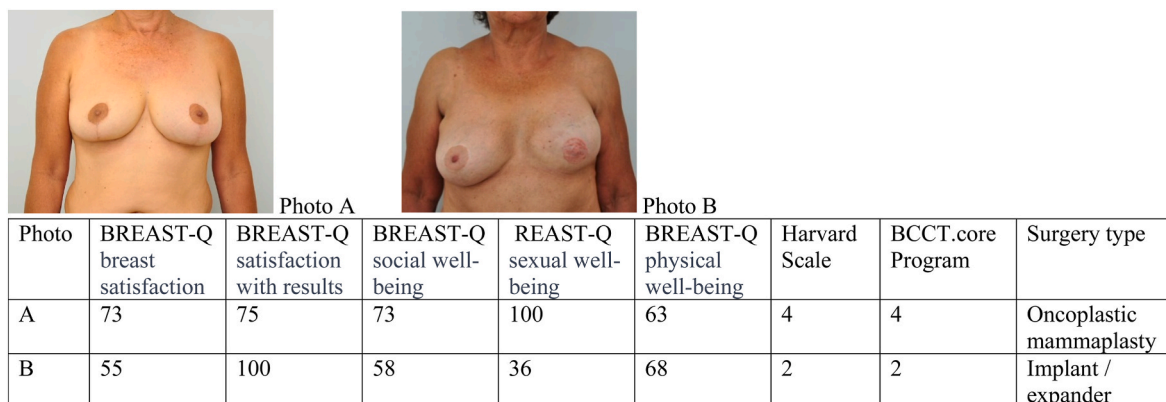 Photo A Photo B
Photo BREAST-Q BREAST-Q BREAST-Q REAST-Q BREAST-Q Harvard BCCT.core Surgery type
breast satisfaction social well- sexual well- physical Scale Program
satisfaction with results being being well-being
A 73 75 73 100 63 4 4 Oncoplastic
mammaplasty
B 55 100 58 36 68 2 2 Implant /
expander